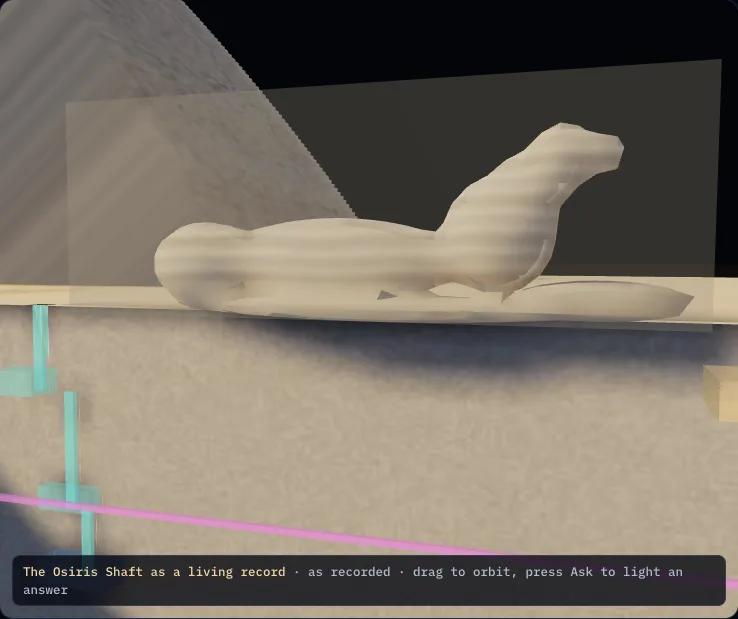 The Osiris Shaft as a living record · as recorded · drag to orbit, press Ask to light an
answer